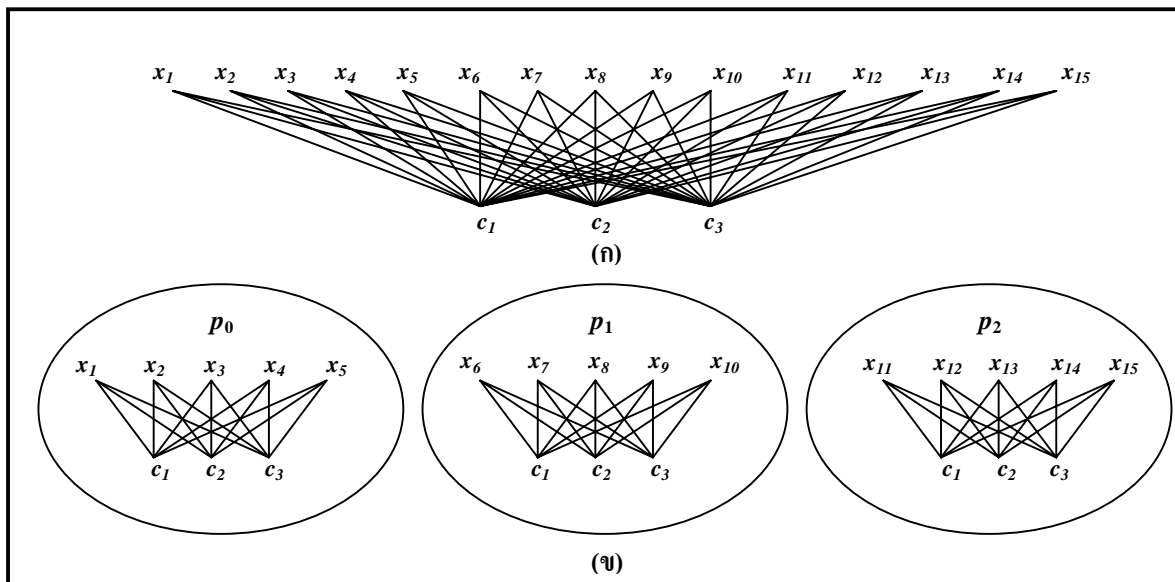 x1 x2 x3 x4 x5 x6 x7 x8 x9 x10 x11 x12 x13 x14 x15
c1 c2 c3
(ก)
p0 p1 p2
x1 x2 x3 x4 x5 x6 x7 x8 x9 x10 x11 x12 x13 x14 x15
c1 c2 c3 c1 c2 c3 c1 c2 c3
(ข)